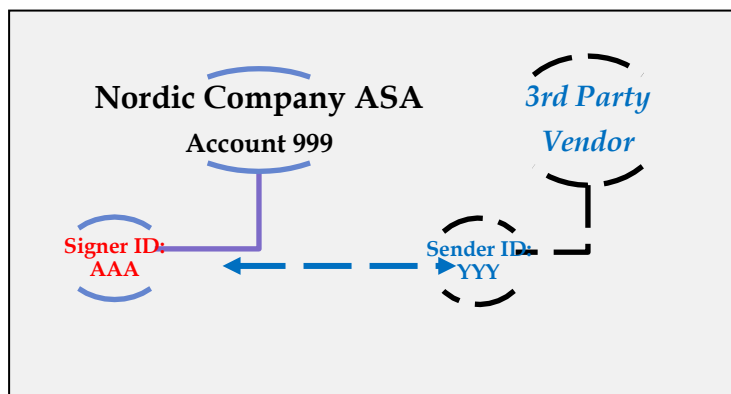 Nordic Company ASA
Account 999
3rd Party
Vendor
Signer ID:
AAA
Sender ID:
YYY